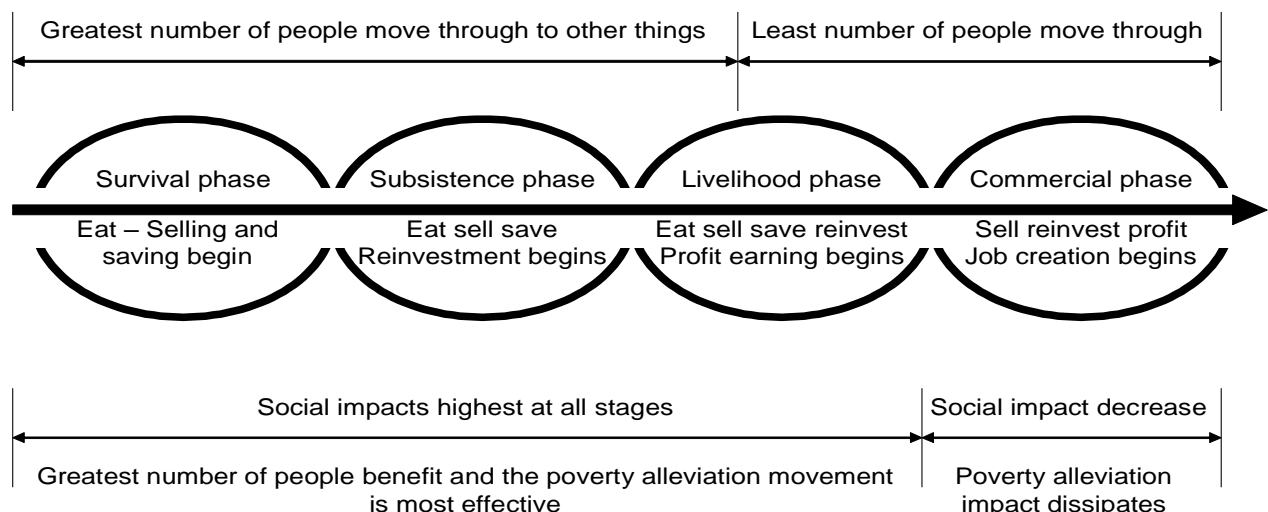 Greatest number of people move through to other things
Least number of people move through
Survival phase
Subsistence phase
Livelihood phase
Commercial phase
Eat – Selling and
saving begin
Eat sell save
Reinvestment begins
Eat sell save reinvest
Profit earning begins
Sell reinvest profit
Job creation begins
Social impacts highest at all stages
Social impact decrease
Greatest number of people benefit and the poverty alleviation movement
is most effective
Poverty alleviation
impact dissipates